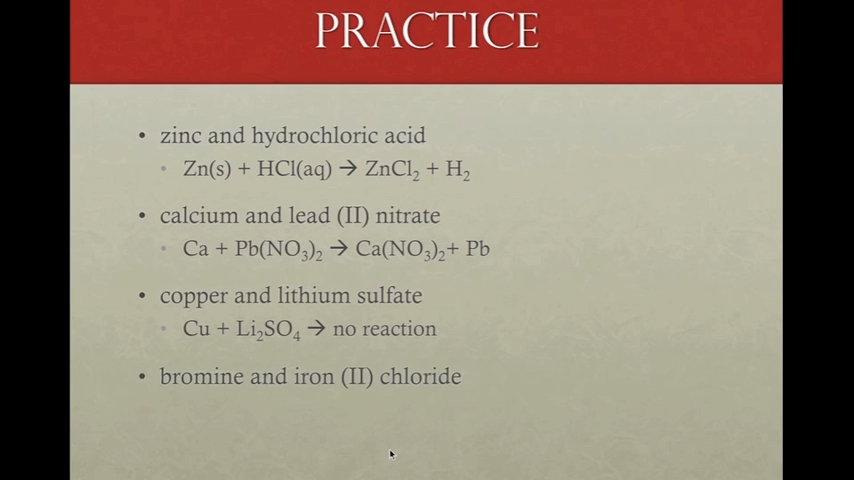 PRACTICE
• zinc and hydrochloric acid
• Zn(s) + HCl(aq) → ZnCl₂ + H₂
• calcium and lead (II) nitrate
• Ca + Pb(NO₃)₂ → Ca(NO₃)₂+ Pb
• copper and lithium sulfate
• Cu + Li₂SO₄ → no reaction
• bromine and iron (II) chloride